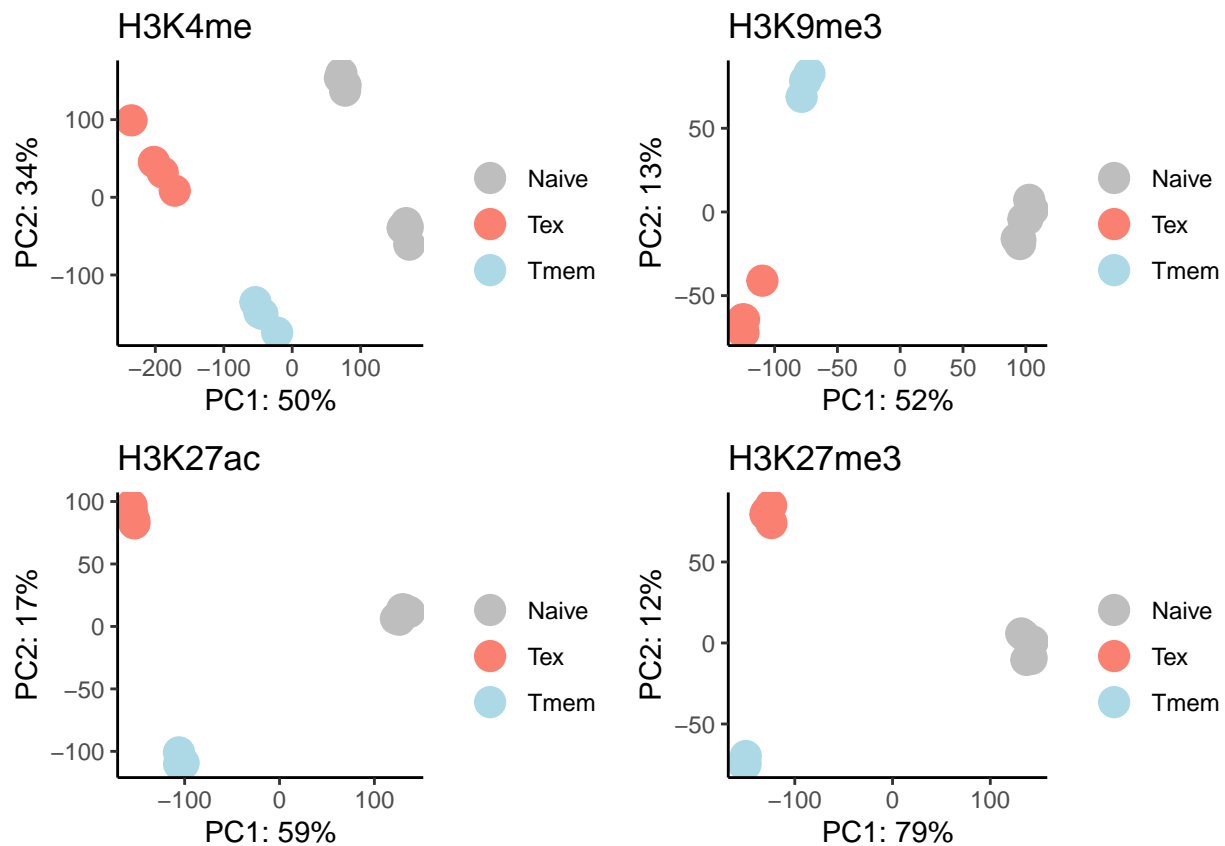 H3K4me
PC2: 34%
100
0
−100
−200
−100
0
100
PC1: 50%
Naive
Tex
Tmem
H3K9me3
PC2: 13%
50
0
−50
−100
−50
0
50
100
PC1: 52%
Naive
Tex
Tmem
H3K27ac
PC2: 17%
100
50
0
−50
−100
−100
0
100
PC1: 59%
Naive
Tex
Tmem
H3K27me3
PC2: 12%
50
0
−50
−100
0
100
PC1: 79%
Naive
Tex
Tmem